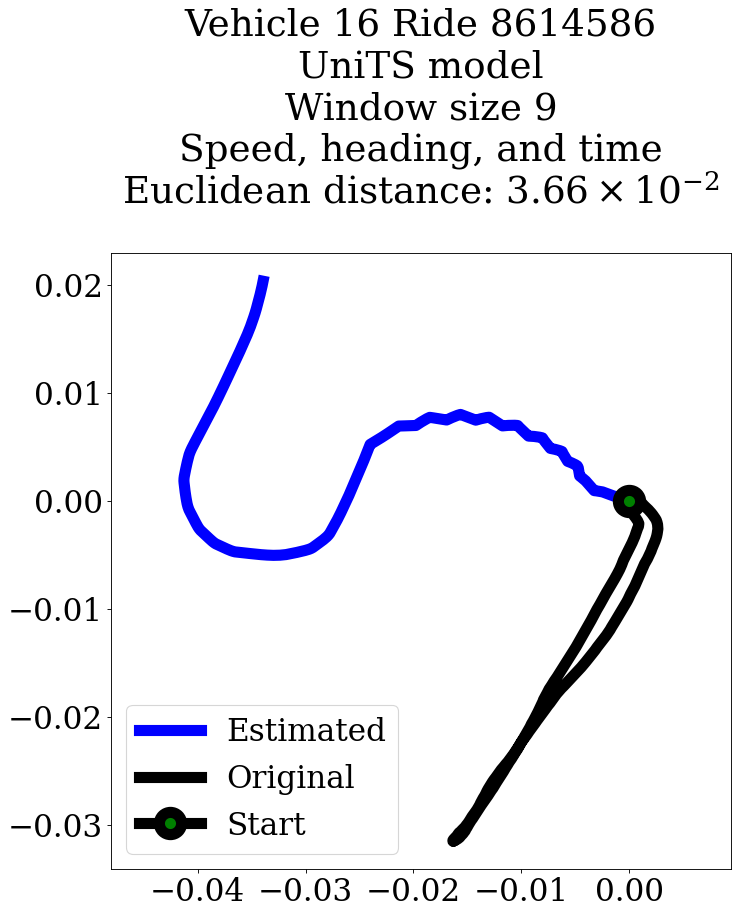 Vehicle 16 Ride 8614586
UniTS model
Window size 9
Speed, heading, and time
Euclidean distance: 3.66 × 10⁻²
0.02
0.01
0.00
−0.01
−0.02
−0.03
Estimated
Original
Start
−0.04 −0.03 −0.02 −0.01 0.00